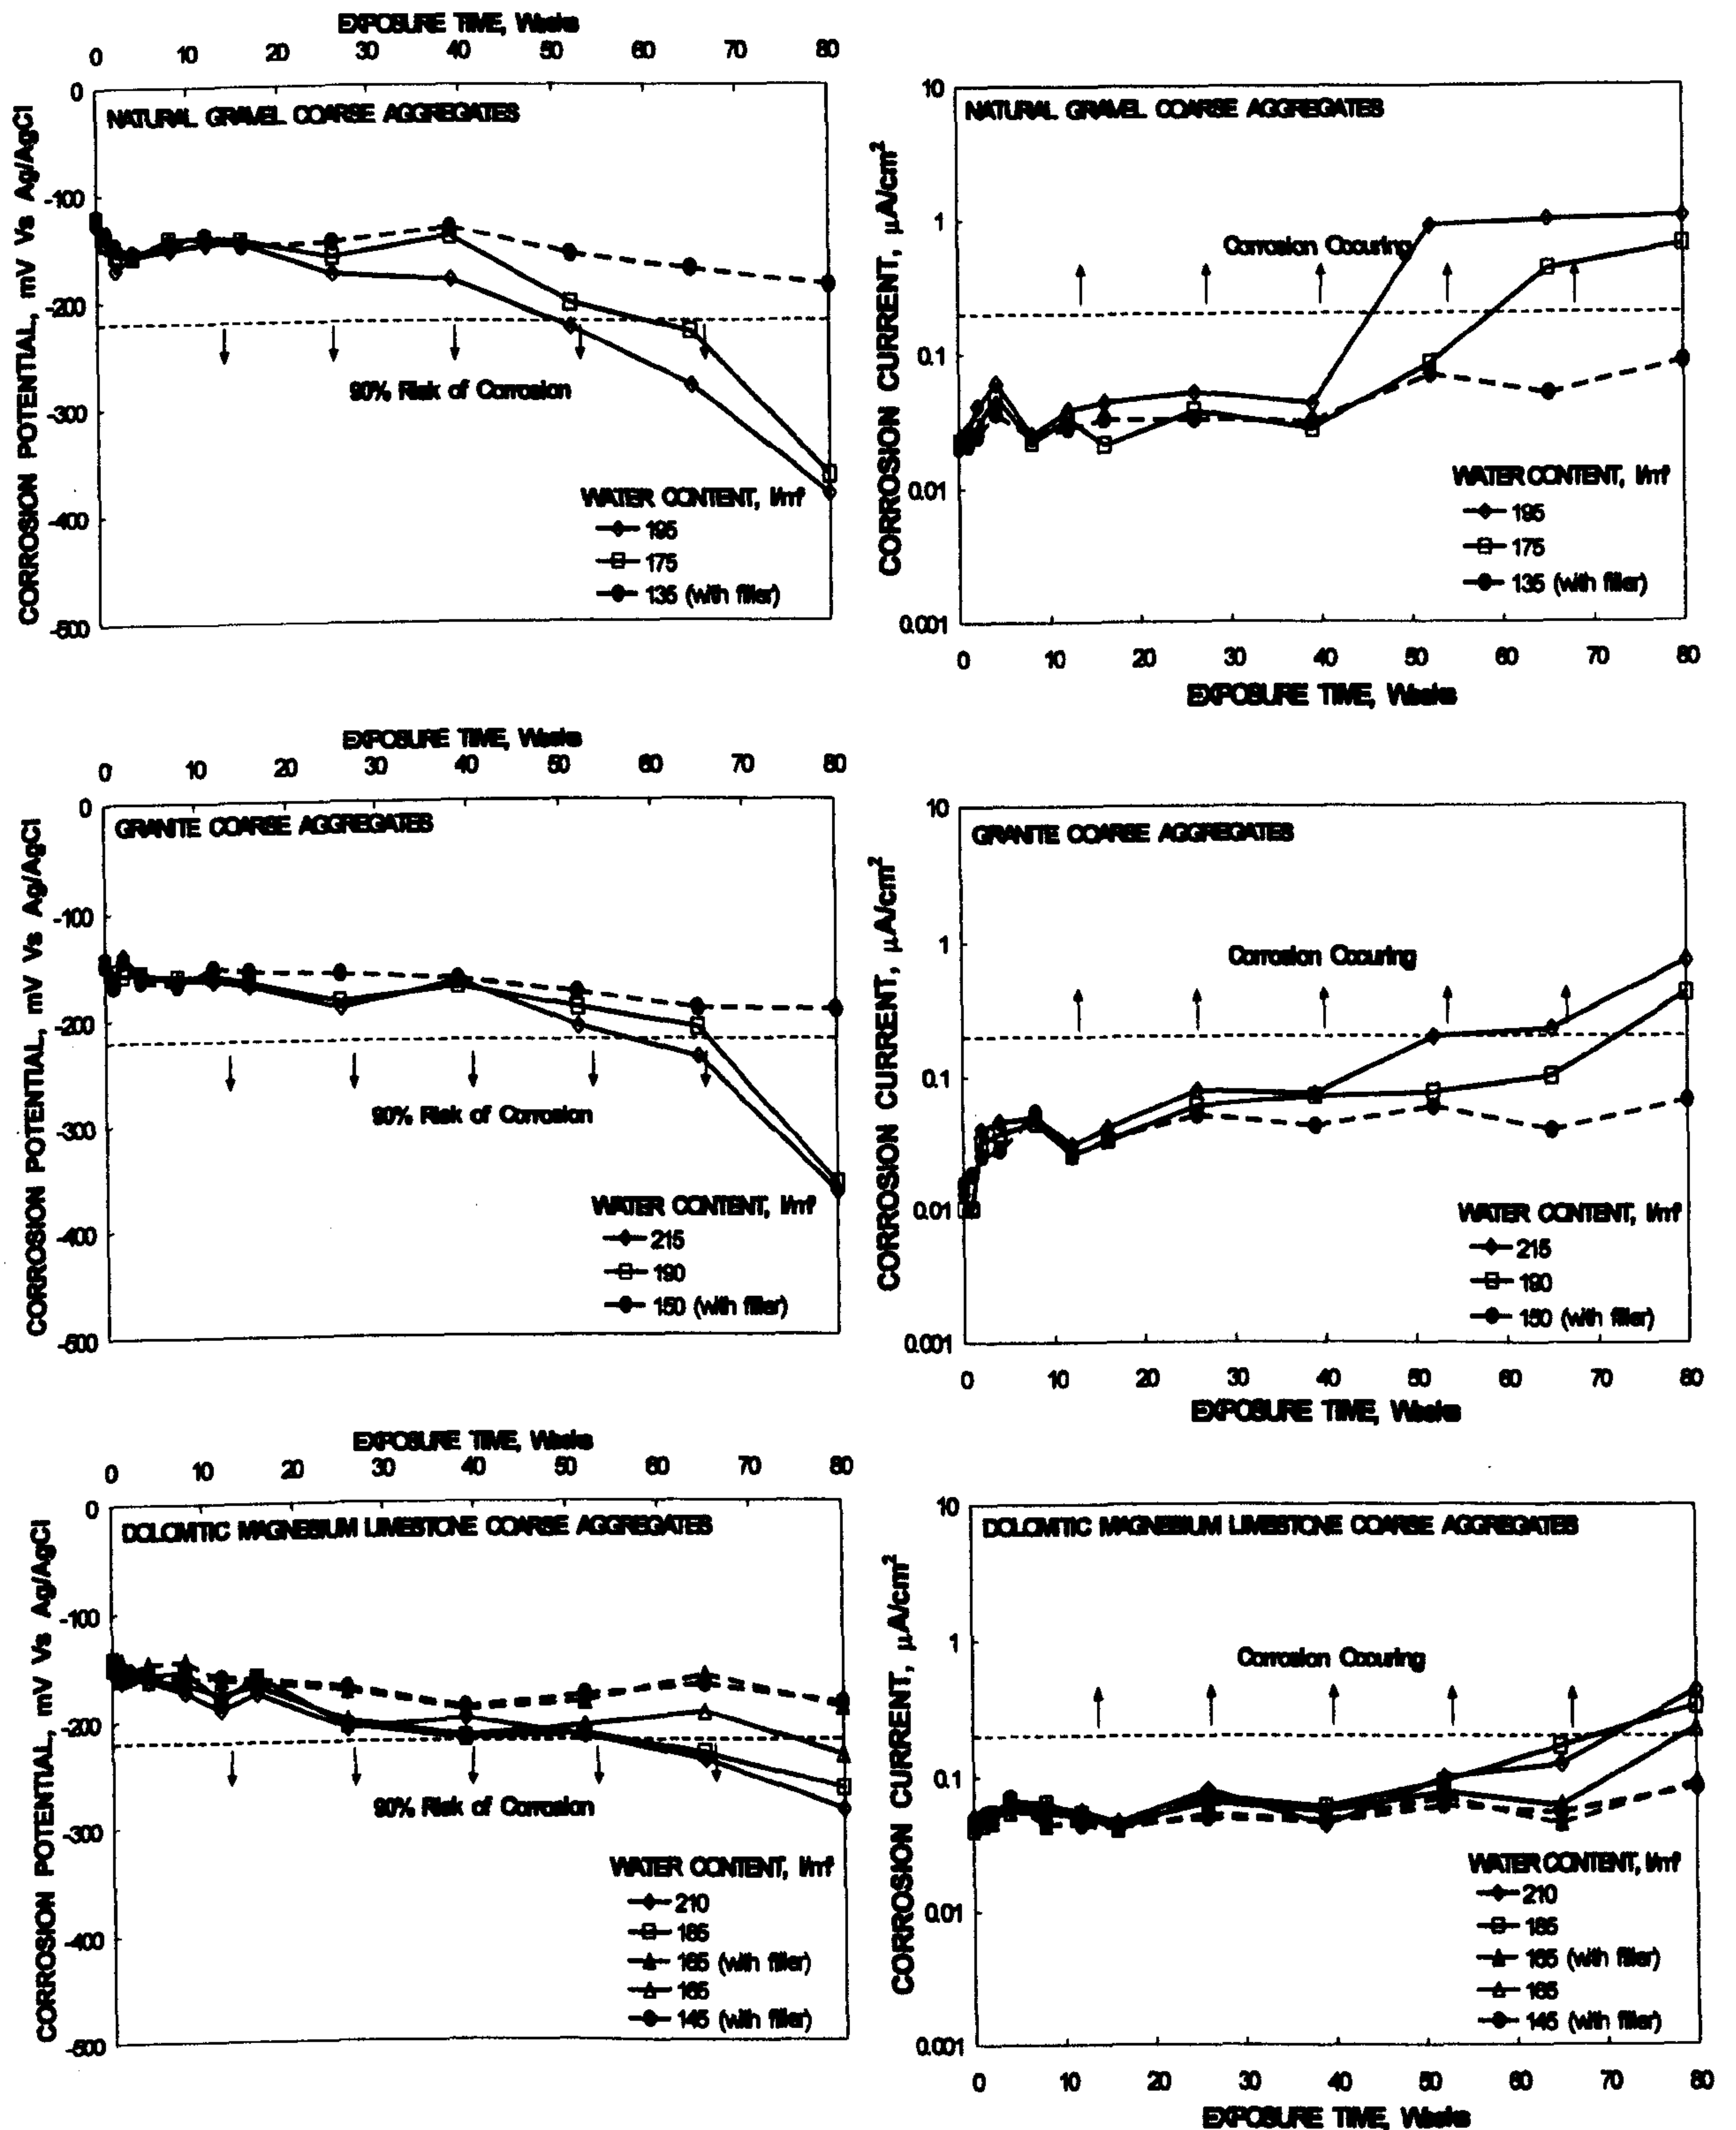 EXPOSURE TIME, Weeks
0 10 20 30 40 50 60 70 80
NATURAL GRAVEL COARSE AGGREGATES
CORROSION POTENTIAL, mV Vs Ag/AgCl
0
-100
-200
-300
-400
-500
90% Risk of Corrosion
WATER CONTENT, l/m³
195
175
135 (with filler)
NATURAL GRAVEL COARSE AGGREGATES
CORROSION CURRENT, μA/cm²
10
1
0.1
0.01
0.001
Corrosion Occuring
WATER CONTENT, l/m³
195
175
135 (with filler)
0 10 20 30 40 50 60 70 80
EXPOSURE TIME, Weeks
EXPOSURE TIME, Weeks
0 10 20 30 40 50 60 70 80
GRANITE COARSE AGGREGATES
CORROSION POTENTIAL, mV Vs Ag/AgCl
0
-100
-200
-300
-400
-500
90% Risk of Corrosion
WATER CONTENT, l/m³
215
190
150 (with filler)
GRANITE COARSE AGGREGATES
CORROSION CURRENT, μA/cm²
10
1
0.1
0.01
0.001
Corrosion Occuring
WATER CONTENT, l/m³
215
190
150 (with filler)
0 10 20 30 40 50 60 70 80
EXPOSURE TIME, Weeks
EXPOSURE TIME, Weeks
0 10 20 30 40 50 60 70 80
DOLOMITIC MAGNESIUM LIMESTONE COARSE AGGREGATES
CORROSION POTENTIAL, mV Vs Ag/AgCl
0
-100
-200
-300
-400
-500
90% Risk of Corrosion
WATER CONTENT, l/m³
210
185
165 (with filler)
165
145 (with filler)
DOLOMITIC MAGNESIUM LIMESTONE COARSE AGGREGATES
CORROSION CURRENT, μA/cm²
10
1
0.1
0.01
0.001
Corrosion Occuring
WATER CONTENT, l/m³
210
185
165 (with filler)
165
145 (with filler)
0 10 20 30 40 50 60 70 80
EXPOSURE TIME, Weeks